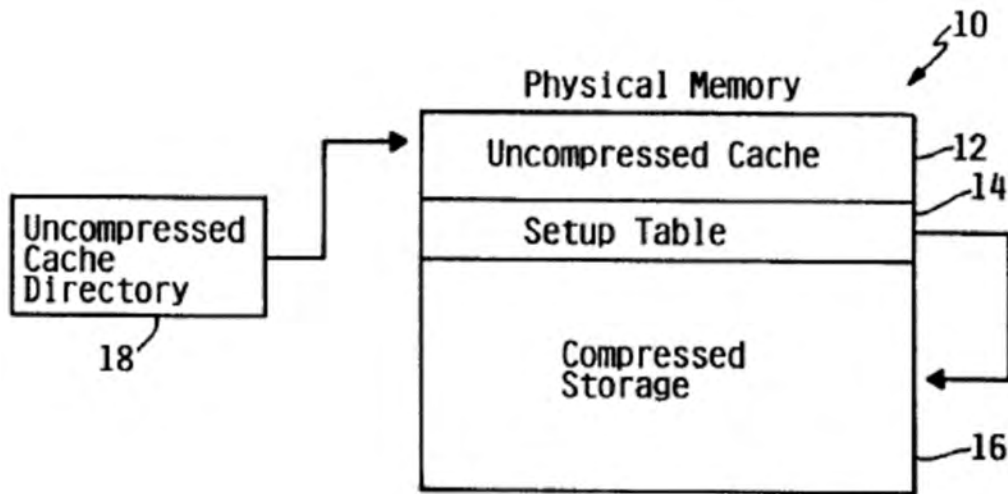 10
Physical Memory
Uncompressed Cache
12
14
Setup Table
Uncompressed
Cache
Directory
18
Compressed
Storage
16